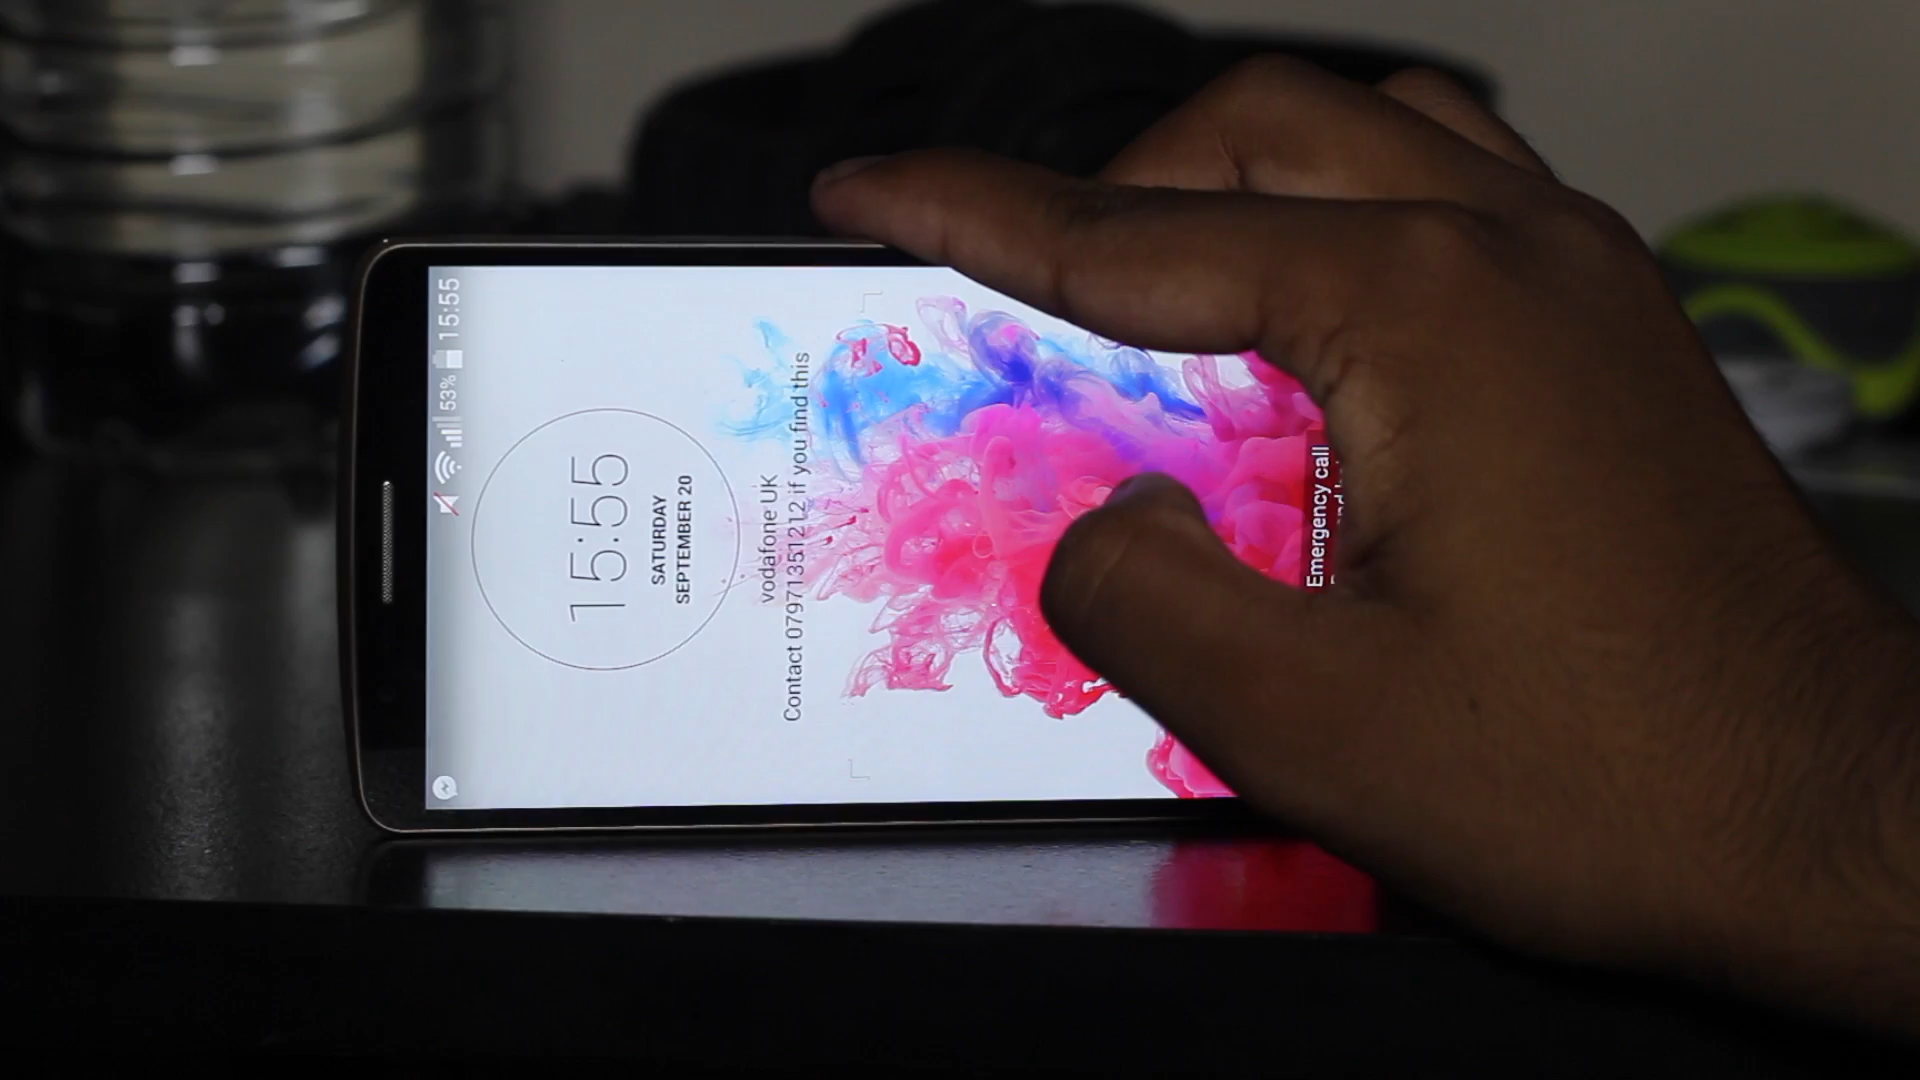 53% 15:55
15:55
SATURDAY
SEPTEMBER 20
vodafone UK
Contact 07971351212 if you find this
Emergency call